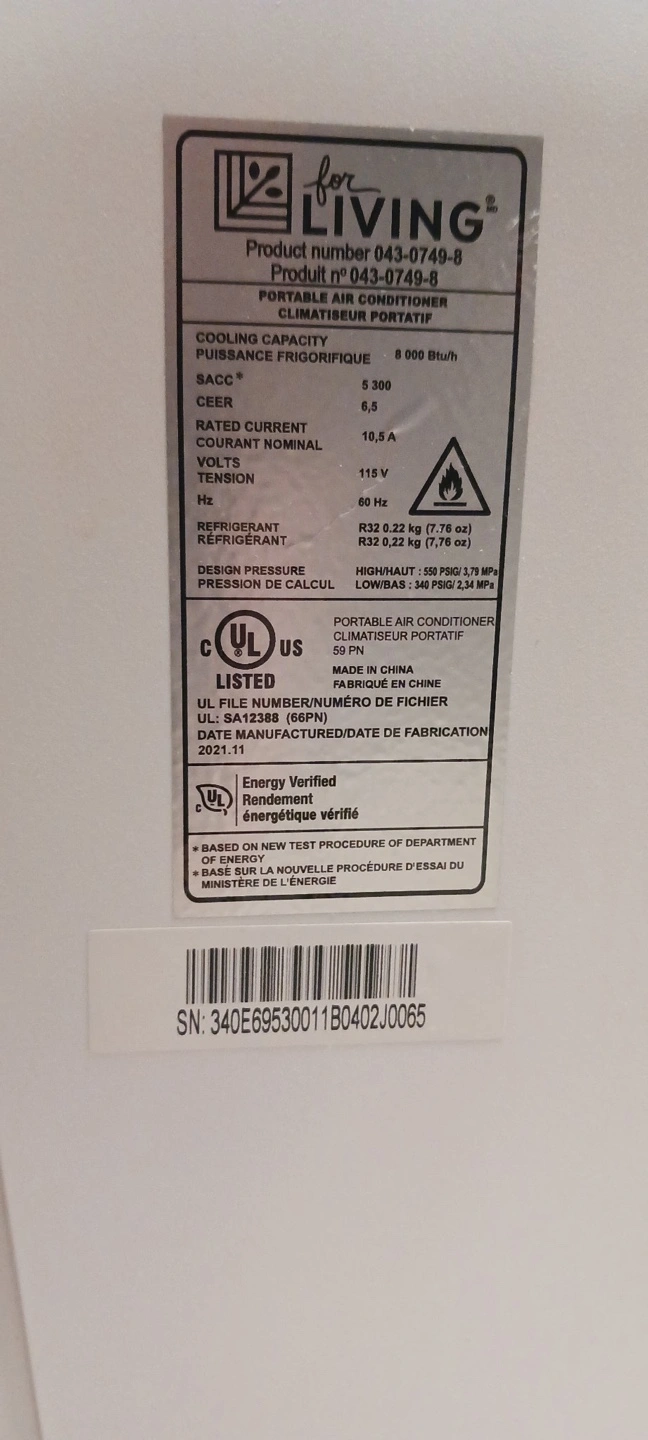 for
LIVING®
MD
Product number 043-0749-8
Produit nº 043-0749-8
PORTABLE AIR CONDITIONER
CLIMATISEUR PORTATIF
COOLING CAPACITY
PUISSANCE FRIGORIFIQUE 8 000 Btu/h
SACC* 5 300
CEER 6,5
RATED CURRENT
COURANT NOMINAL 10,5 A
VOLTS
TENSION 115 V
Hz 60 Hz
REFRIGERANT R32 0.22 kg (7.76 oz)
RÉFRIGÉRANT R32 0,22 kg (7,76 oz)
DESIGN PRESSURE HIGH/HAUT : 550 PSIG/ 3,79 MPa
PRESSION DE CALCUL LOW/BAS : 340 PSIG/ 2,34 MPa
C UL® US
LISTED
PORTABLE AIR CONDITIONER
CLIMATISEUR PORTATIF
59 PN
MADE IN CHINA
FABRIQUÉ EN CHINE
UL FILE NUMBER/NUMÉRO DE FICHIER
UL: SA12388 (66PN)
DATE MANUFACTURED/DATE DE FABRICATION
2021.11
C UL
Energy Verified
Rendement
énergétique vérifié
* BASED ON NEW TEST PROCEDURE OF DEPARTMENT
OF ENERGY
* BASÉ SUR LA NOUVELLE PROCÉDURE D'ESSAI DU
MINISTÈRE DE L'ÉNERGIE
SN: 340E69530011B0402J0065